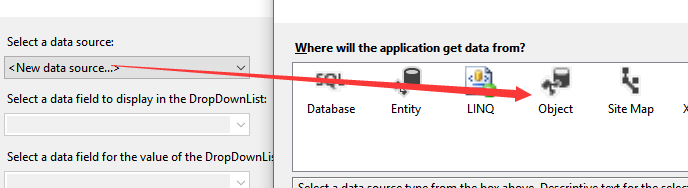 Select a data source:
<New data source...>
Select a data field to display in the DropDownList:
Select a data field for the value of the DropDownLis
Where will the application get data from?
SQL
Database
Entity
LINQ
Object
Site Map
X
Select a data source type from the box above. Descriptive text for the selec